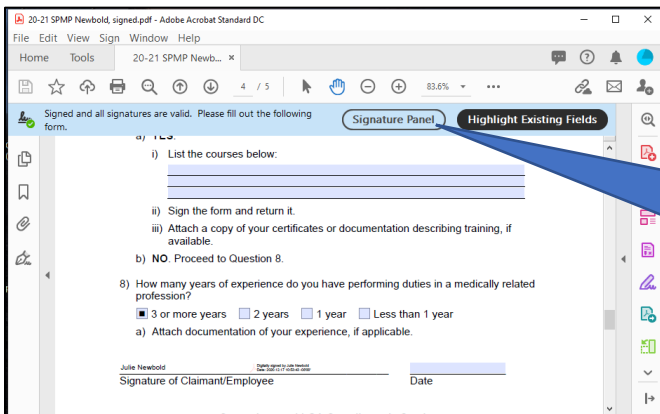 20-21 SPMP Newbold, signed.pdf - Adobe Acrobat Standard DC
File Edit View Sign Window Help
Home Tools 20-21 SPMP Newb... ×
4 / 5 83.6% ...
Signed and all signatures are valid. Please fill out the following
form.
Signature Panel Highlight Existing Fields
a) YES.
i) List the courses below:
ii) Sign the form and return it.
iii) Attach a copy of your certificates or documentation describing training, if
available.
b) NO. Proceed to Question 8.
8) How many years of experience do you have performing duties in a medically related
profession?
3 or more years 2 years 1 year Less than 1 year
a) Attach documentation of your experience, if applicable.
Julie Newbold Digitally signed by Julie Newbold
Signature of Claimant/Employee Date